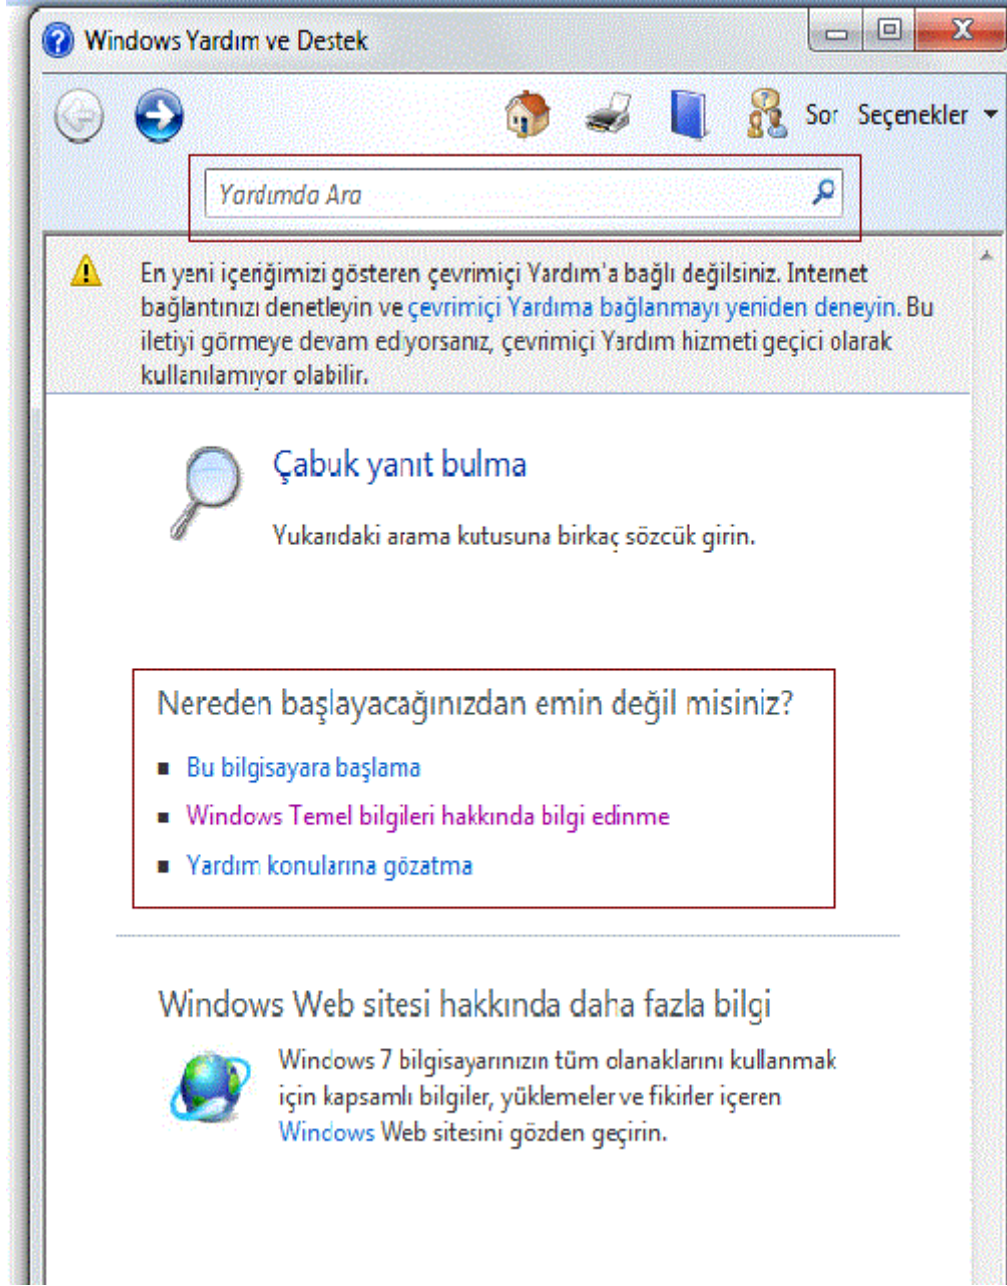 Windows Yardım ve Destek
Sor Seçenekler
Yardımda Ara
En yeni içeriğimizi gösteren çevrimiçi Yardım'a bağlı değilsiniz. Internet
bağlantınızı denetleyin ve çevrimiçi Yardıma bağlanmayı yeniden deneyin. Bu
iletiyi görmeye devam ediyorsanız, çevrimiçi Yardım hizmeti geçici olarak
kullanılamıyor olabilir.
Çabuk yanıt bulma
Yukarıdaki arama kutusuna birkaç sözcük girin.
Nereden başlayacağınızdan emin değil misiniz?
Bu bilgisayara başlama
Windows Temel bilgileri hakkında bilgi edinme
Yardım konularına gözatma
Windows Web sitesi hakkında daha fazla bilgi
Windows 7 bilgisayarınızın tüm olanaklarını kullanmak
için kapsamlı bilgiler, yüklemeler ve fikirler içeren
Windows Web sitesini gözden geçirin.